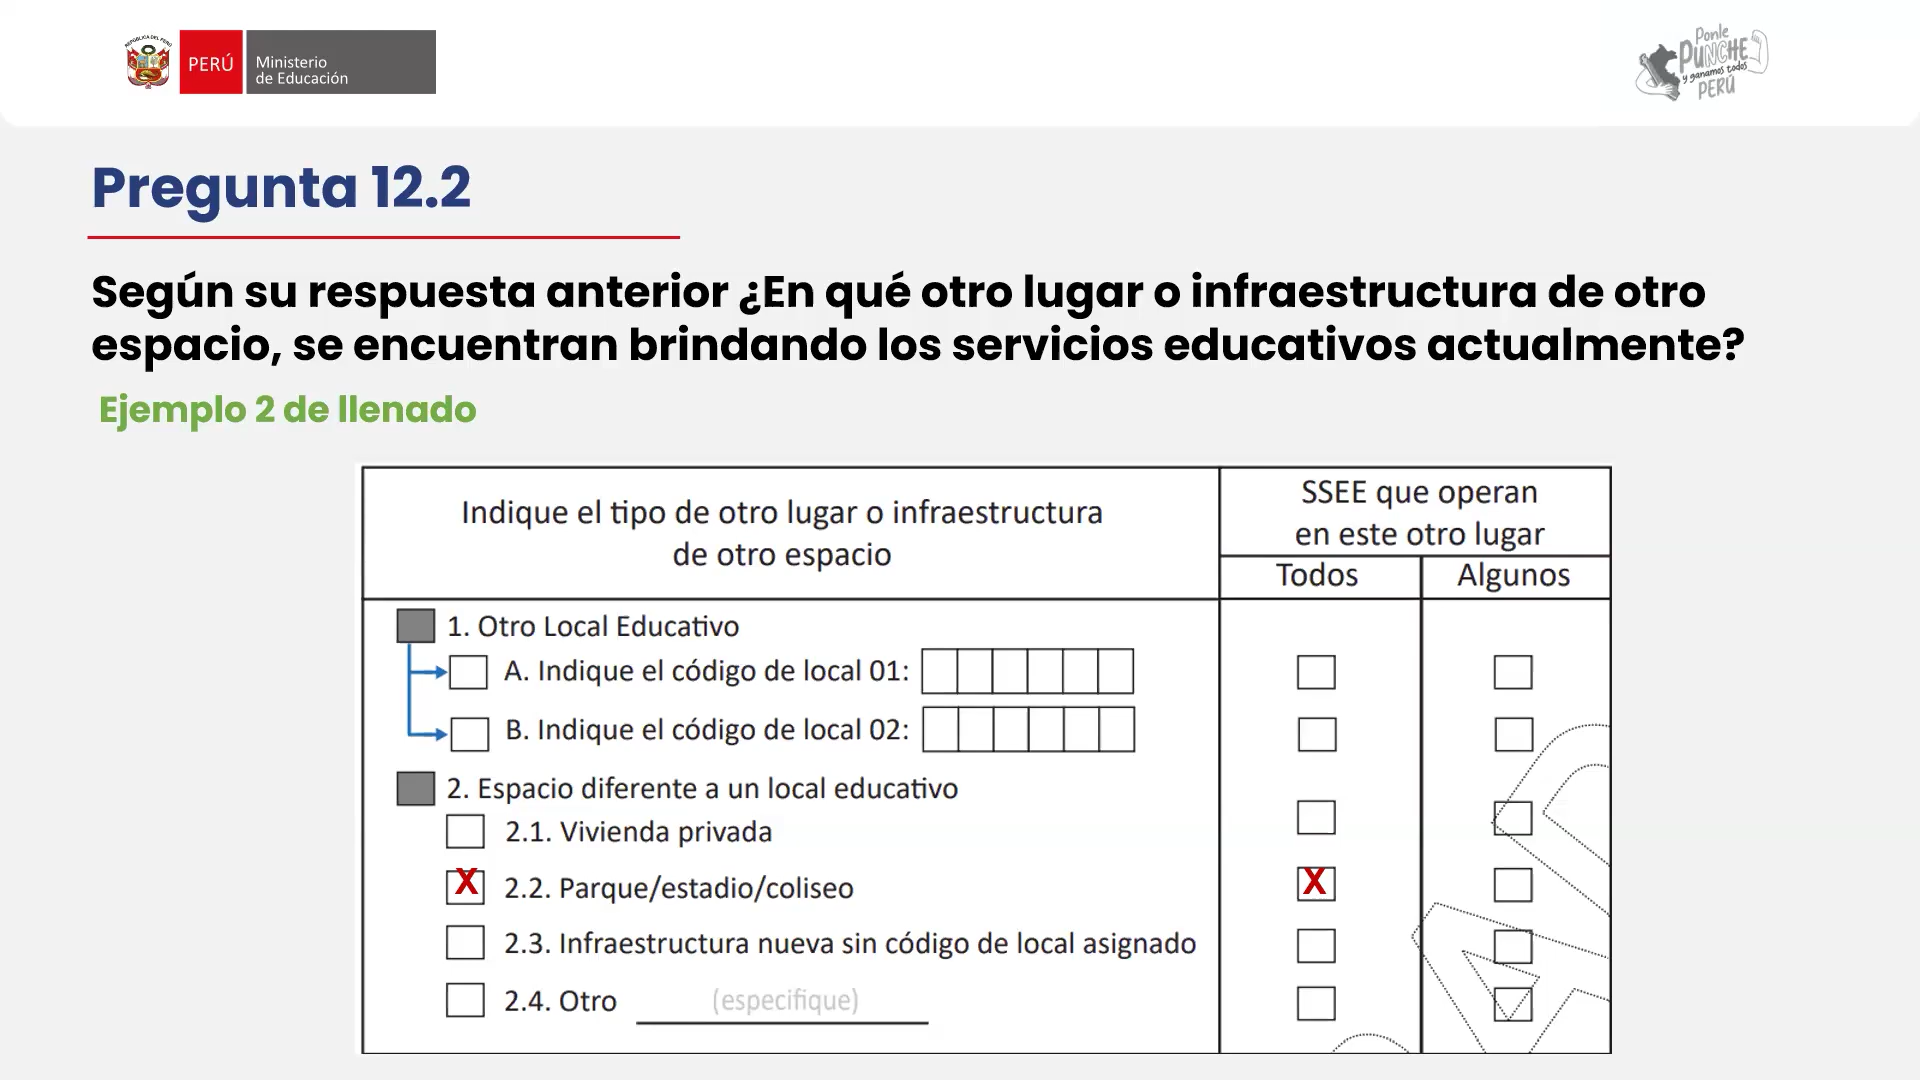 REPÚBLICA DEL PERÚ
PERÚ
Ministerio
de Educación
Ponle
PUNCHE
y ganamos todos
PERÚ
Pregunta 12.2
Según su respuesta anterior ¿En qué otro lugar o infraestructura de otro
espacio, se encuentran brindando los servicios educativos actualmente?
Ejemplo 2 de llenado
Indique el tipo de otro lugar o infraestructura
de otro espacio
SSEE que operan
en este otro lugar
Todos
Algunos
1. Otro Local Educativo
A. Indique el código de local 01:
B. Indique el código de local 02:
2. Espacio diferente a un local educativo
2.1. Vivienda privada
X 2.2. Parque/estadio/coliseo X
2.3. Infraestructura nueva sin código de local asignado
2.4. Otro (especifique)